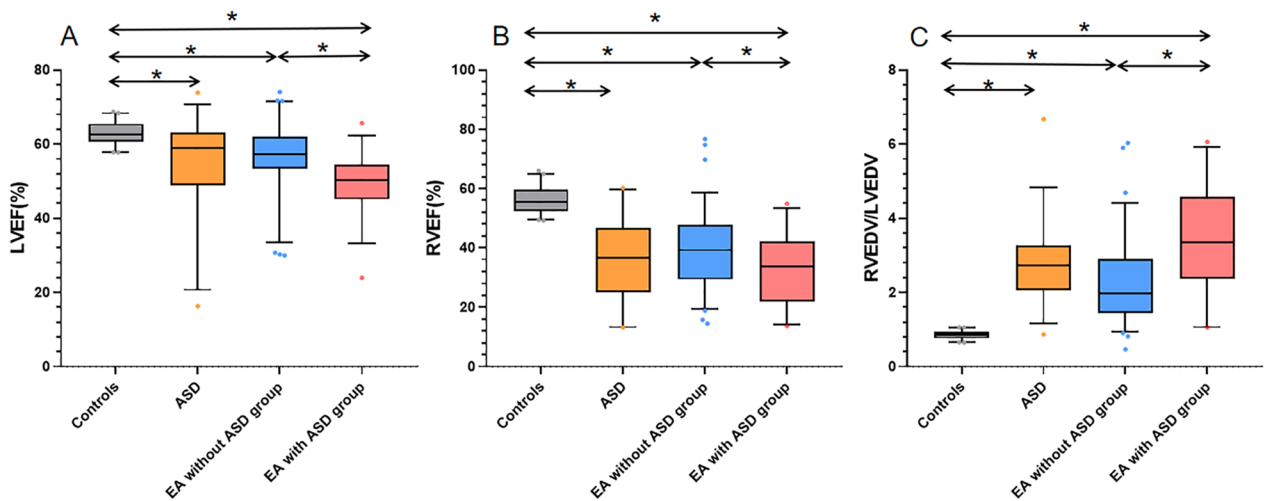 A
*
*
*
*
LVEF(%)
80
60
40
20
0
Controls
ASD
EA without ASD group
EA with ASD group
B
*
*
*
*
RVEF(%)
100
80
60
40
20
0
Controls
ASD
EA without ASD group
EA with ASD group
C
*
*
*
*
RVEDV/LVEDV
8
6
4
2
0
Controls
ASD
EA without ASD group
EA with ASD group